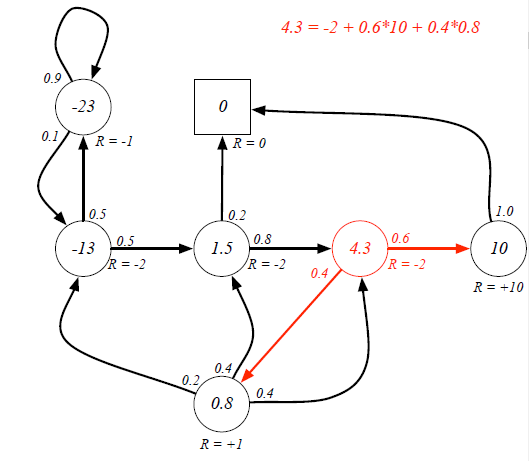 4.3 = -2 + 0.6*10 + 0.4*0.8
0.9
-23
0
0.1
R = -1
R = 0
0.5
0.2
1.0
-13
0.5
1.5
0.8
4.3
0.6
10
R = -2
R = -2
0.4
R = -2
R = +10
0.2
0.4
0.4
0.8
R = +1